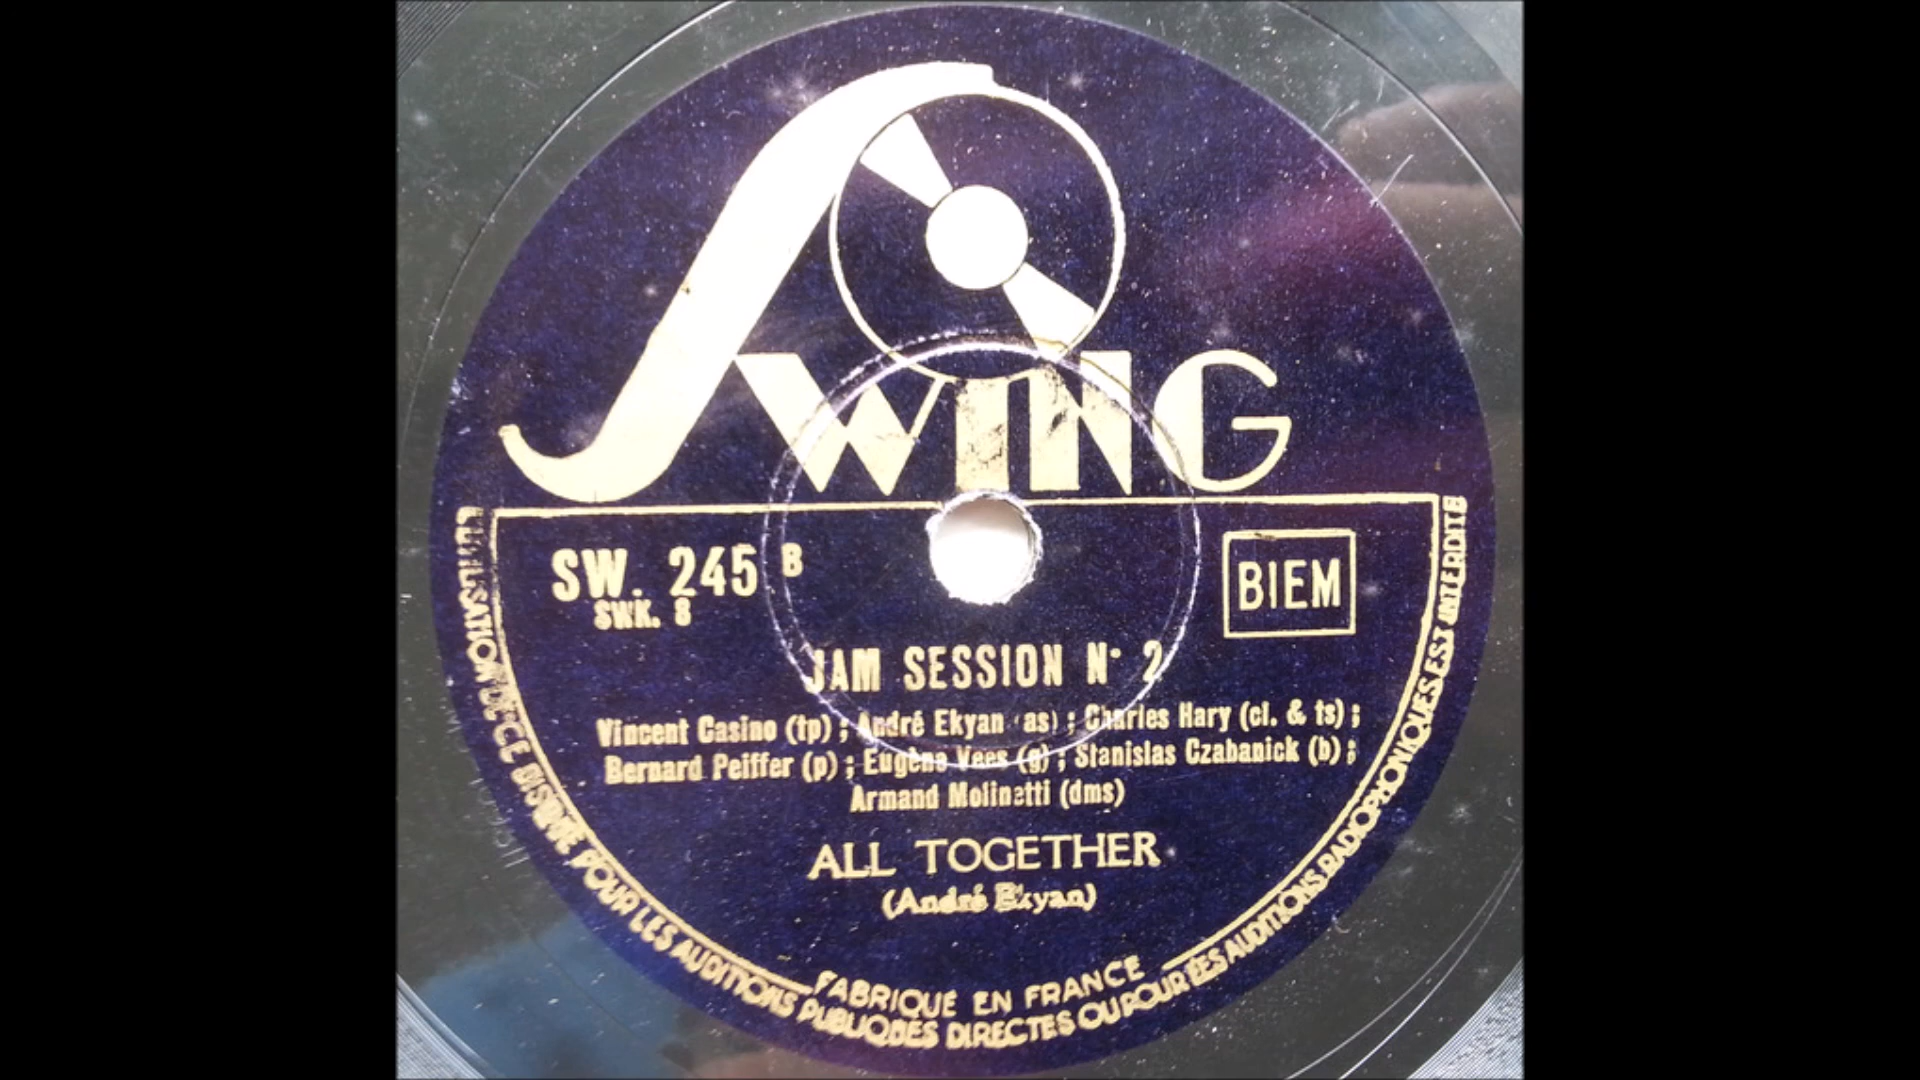 SWING
SW. 245 B
SWK. 8
BIEM
JAM SESSION N° 2
Vincent Casino (tp) ; André Ekyan (as) ; Charles Hary (cl. & ts) ;
Bernard Peiffer (p) ; Eugène Vees (g) ; Stanislas Czabanick (b) ;
Armand Molinetti (dms)
ALL TOGETHER
(André Ekyan)
FABRIQUÉ EN FRANCE
L'UTILISATION DE CE DISQUE POUR LES AUDITIONS PUBLIQUES DIRECTES OU POUR LES AUDITIONS RADIOPHONIQUES EST INTERDITE